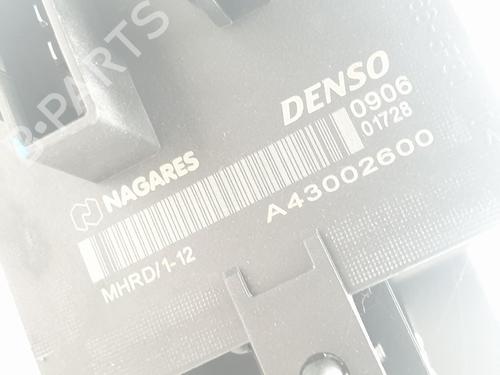 B-PARTS
DENSO
0906
01728
NAGARES
A43002600
MHRD/1-12